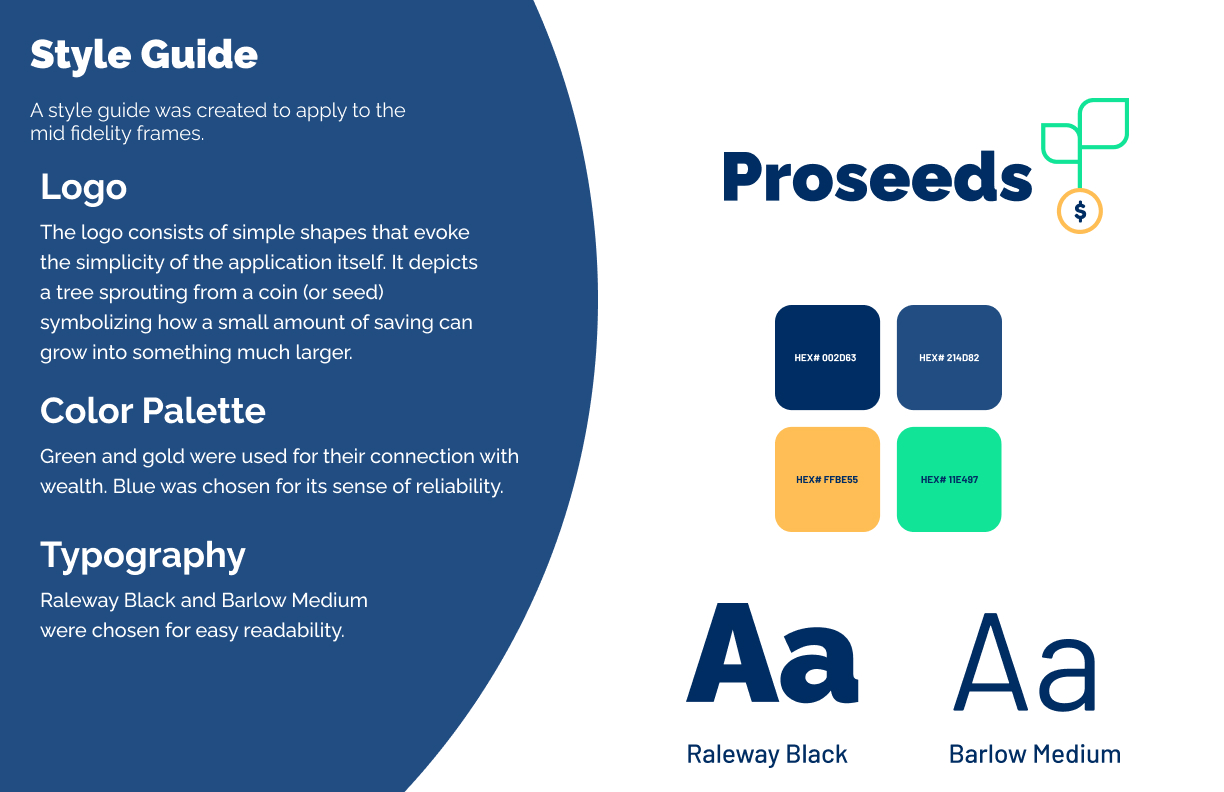 Style Guide
A style guide was created to apply to the
mid fidelity frames.
Logo
The logo consists of simple shapes that evoke
the simplicity of the application itself. It depicts
a tree sprouting from a coin (or seed)
symbolizing how a small amount of saving can
grow into something much larger.
Color Palette
Green and gold were used for their connection with
wealth. Blue was chosen for its sense of reliability.
Typography
Raleway Black and Barlow Medium
were chosen for easy readability.
Proseeds
$
HEX# 002D63
HEX# 214D82
HEX# FFBE55
HEX# 11E497
Aa
Aa
Raleway Black
Barlow Medium